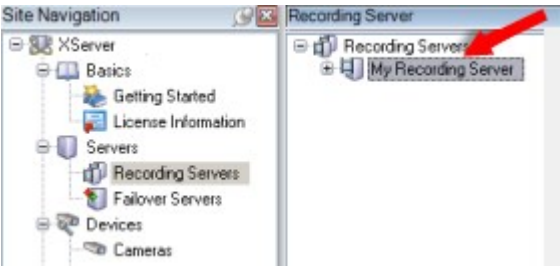 Site Navigation
XServer
Basics
Getting Started
License Information
Servers
Recording Servers
Failover Servers
Devices
Cameras
Recording Server
Recording Servers
My Recording Server